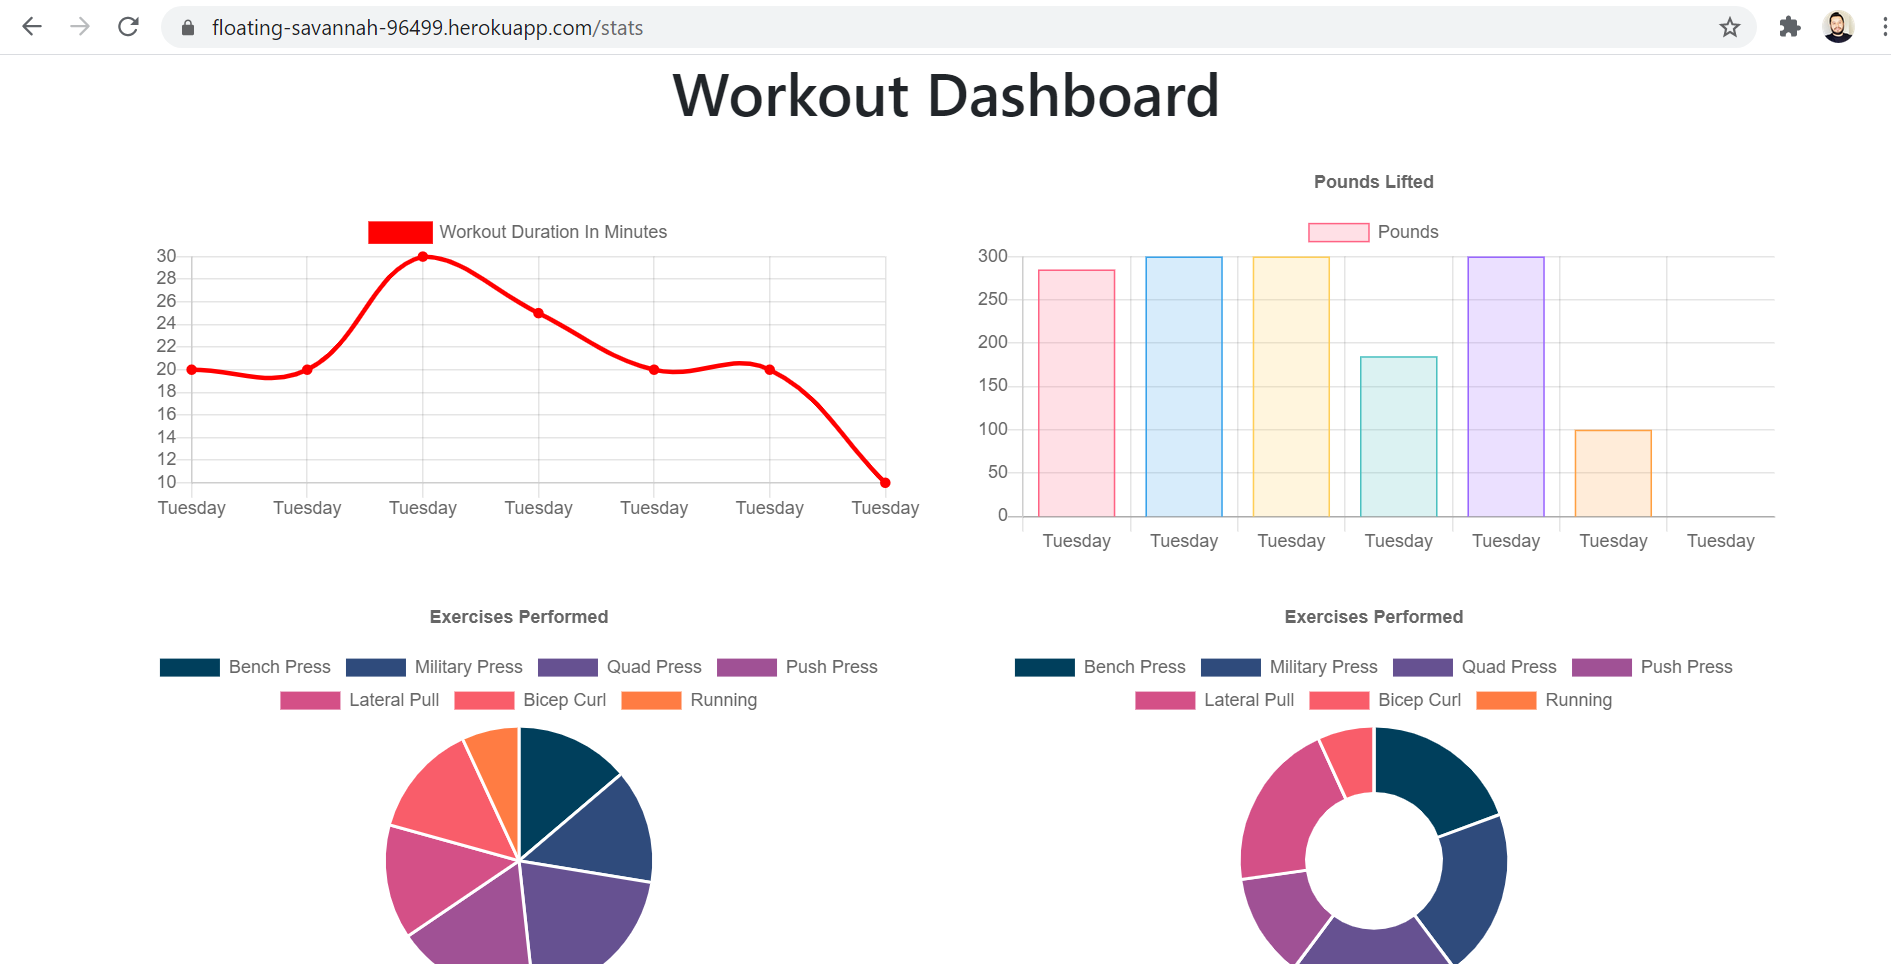 floating-savannah-96499.herokuapp.com/stats
Workout Dashboard
Workout Duration In Minutes
30
28
26
24
22
20
18
16
14
12
10
Tuesday Tuesday Tuesday Tuesday Tuesday Tuesday Tuesday
Pounds Lifted
Pounds
300
250
200
150
100
50
0
Tuesday Tuesday Tuesday Tuesday Tuesday Tuesday Tuesday
Exercises Performed
Bench Press Military Press Quad Press Push Press
Lateral Pull Bicep Curl Running
Exercises Performed
Bench Press Military Press Quad Press Push Press
Lateral Pull Bicep Curl Running